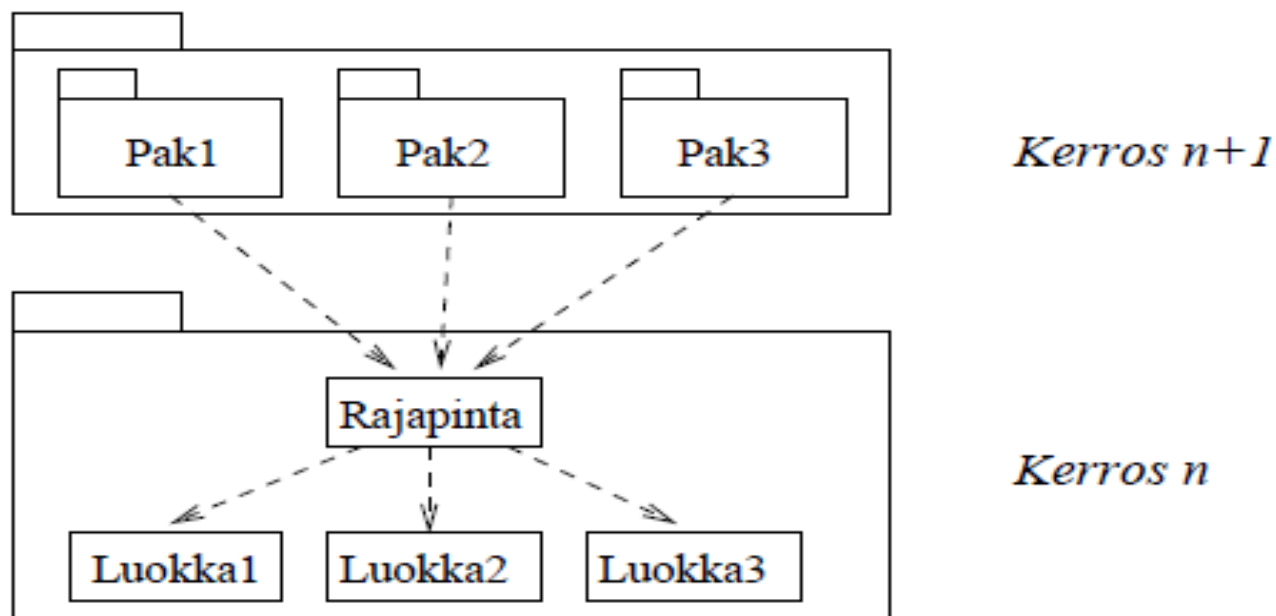 Pak1 Pak2 Pak3 Kerros n+1
Rajapinta
Kerros n
Luokka1 Luokka2 Luokka3